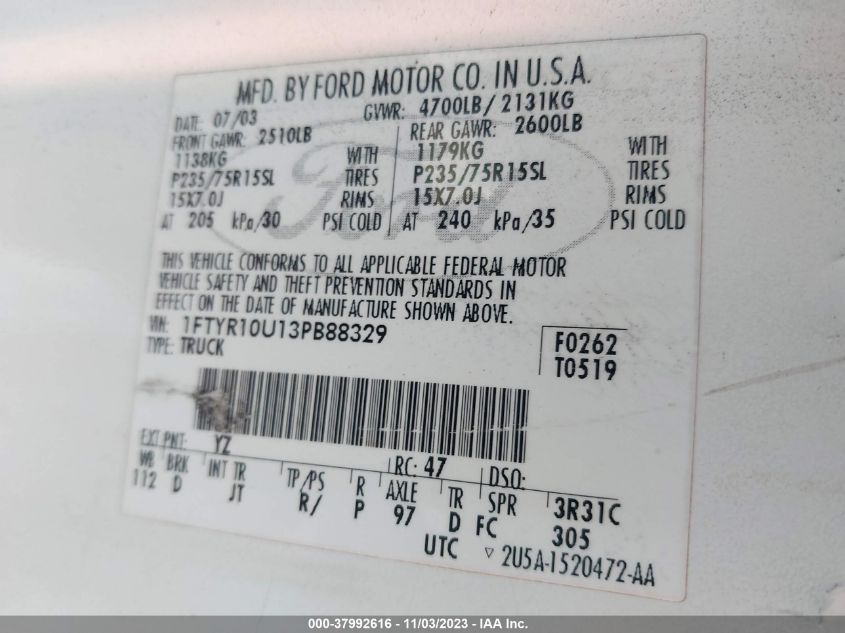 MFD. BY FORD MOTOR CO. IN U.S.A.
DATE: 07/03 GVWR: 4700LB/ 2131KG
FRONT GAWR: 2510LB REAR GAWR: 2600LB
1138KG WITH 1179KG WITH
P235/75R15SL TIRES P235/75R15SL TIRES
15X7.0J RIMS 15X7.0J RIMS
AT 205 kPa/30 PSI COLD AT 240 kPa/35 PSI COLD
Ford
THIS VEHICLE CONFORMS TO ALL APPLICABLE FEDERAL MOTOR
VEHICLE SAFETY AND THEFT PREVENTION STANDARDS IN
EFFECT ON THE DATE OF MANUFACTURE SHOWN ABOVE.
VIN: 1FTYR10U13PB88329
TYPE: TRUCK
F0262
T0519
EXT PNT: YZ RC: 47 DSO:
WB BRK INT TR TP/PS R AXLE TR SPR 3R31C
112 D JT R/ P 97 D FC 305
UTC ▽ 2U5A-1520472-AA
000-37992616 - 11/03/2023 - IAA Inc.